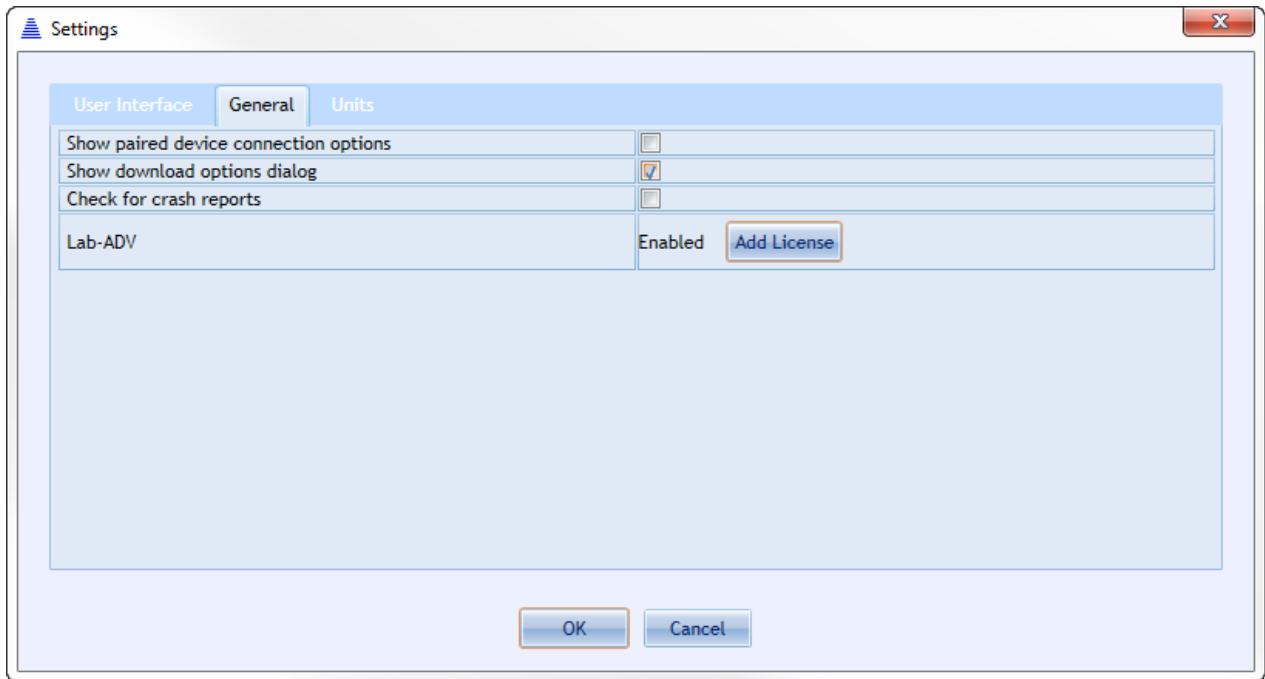 Settings
User Interface General Units
Show paired device connection options
Show download options dialog
Check for crash reports
Lab-ADV Enabled Add License
OK Cancel